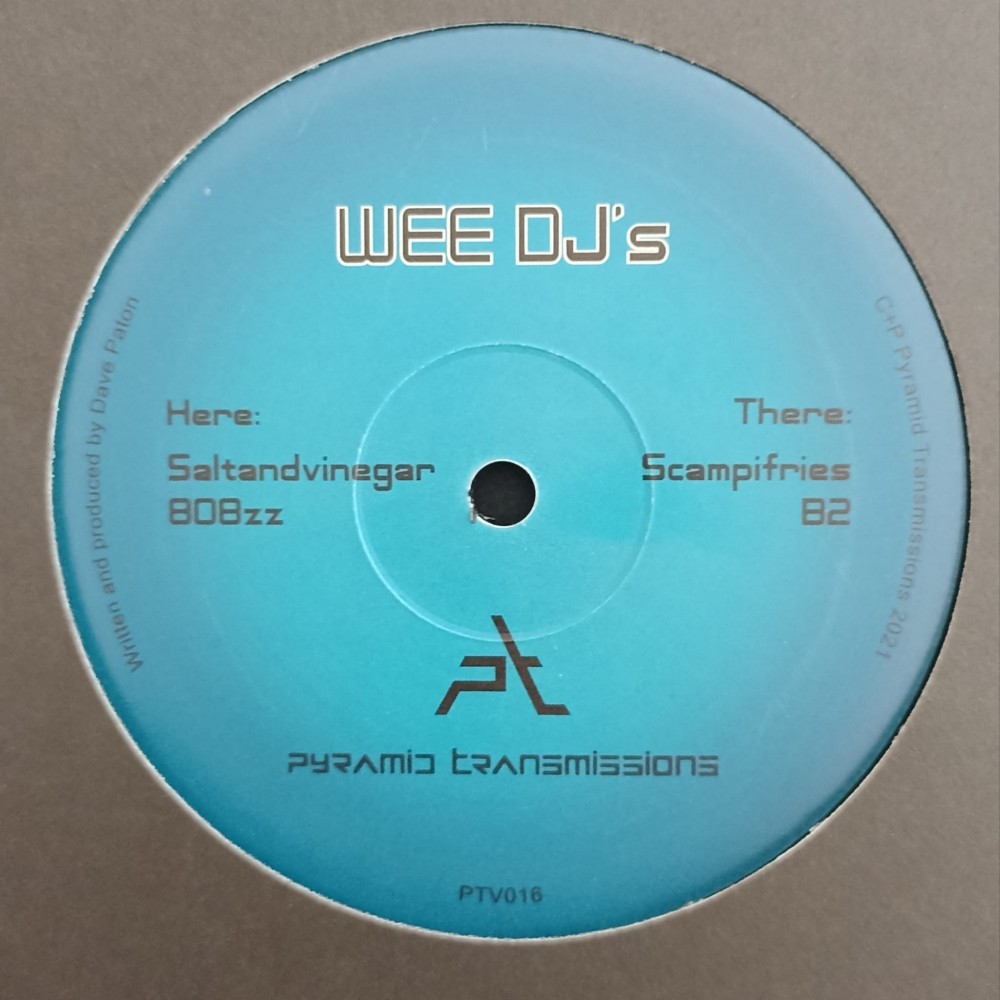 WEE DJ's
Written and produced by Dave Paton
C+P Pyramid Transmissions 2021
Here:
Saltandvinegar
808zz
There:
Scampifries
B2
pt
PYRAMID TRANSMISSIONS
PTV016